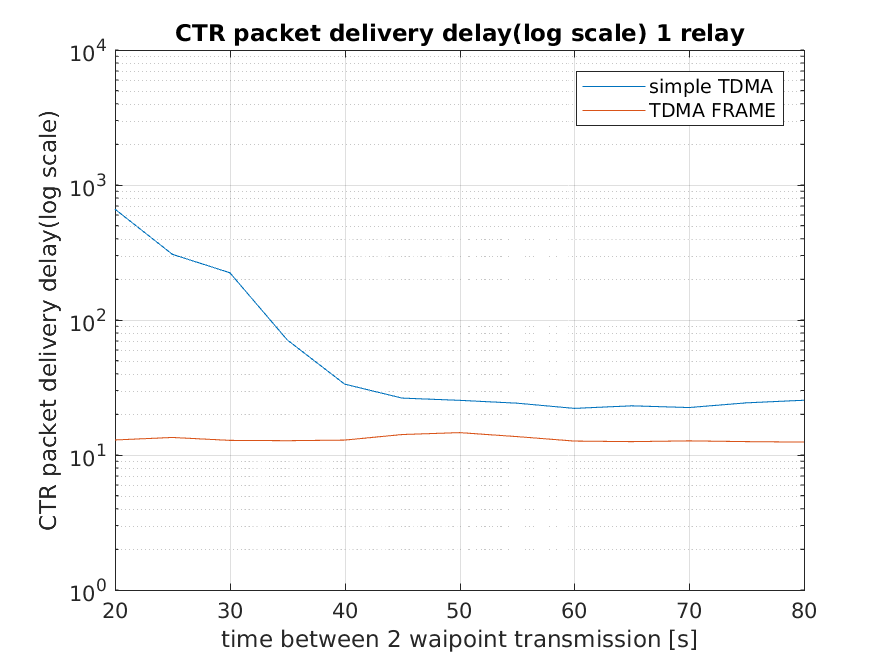 CTR packet delivery delay(log scale) 1 relay
simple TDMA
TDMA FRAME
CTR packet delivery delay(log scale)
10^4
10^3
10^2
10^1
10^0
20 30 40 50 60 70 80
time between 2 waipoint transmission [s]